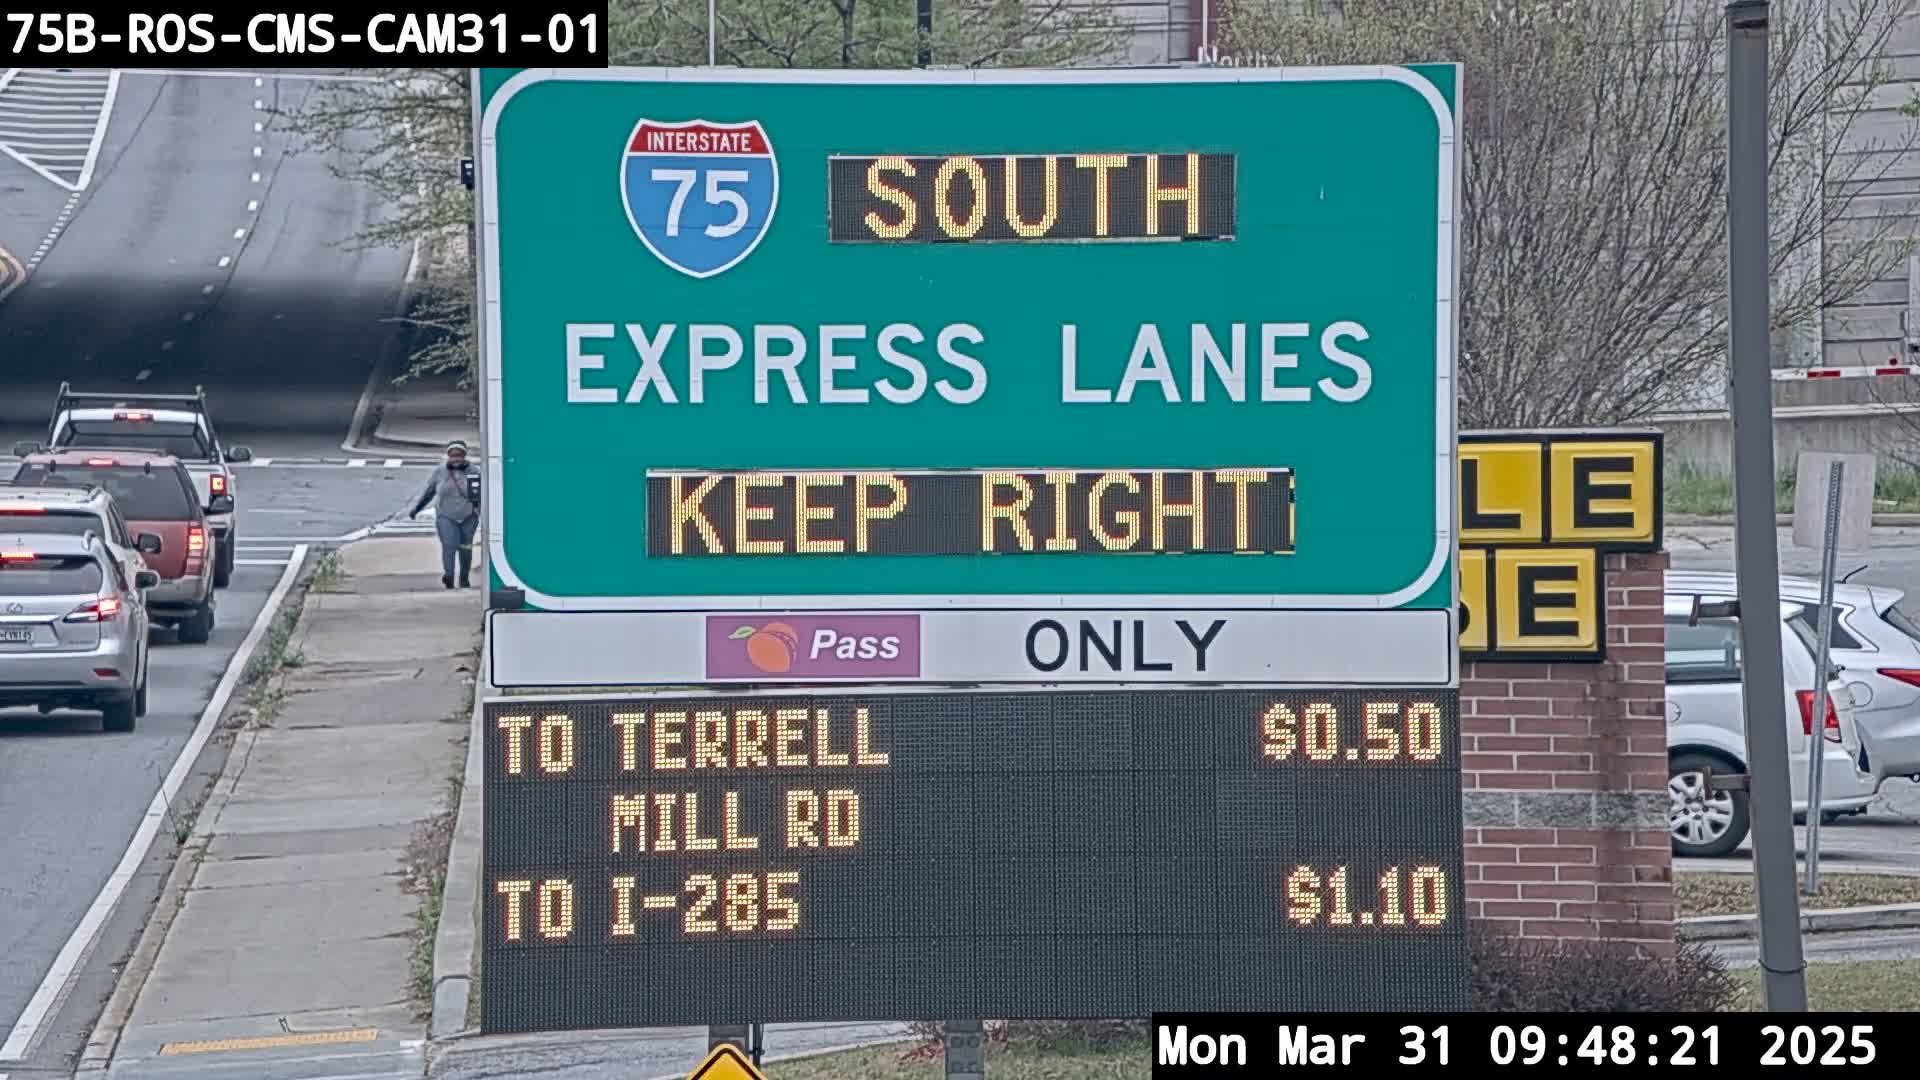 75B-ROS-CMS-CAM31-01
INTERSTATE
75
SOUTH
EXPRESS LANES
KEEP RIGHT
Pass ONLY
TO TERRELL $0.50
MILL RD
TO I-285 $1.10
LE
E
Mon Mar 31 09:48:21 2025